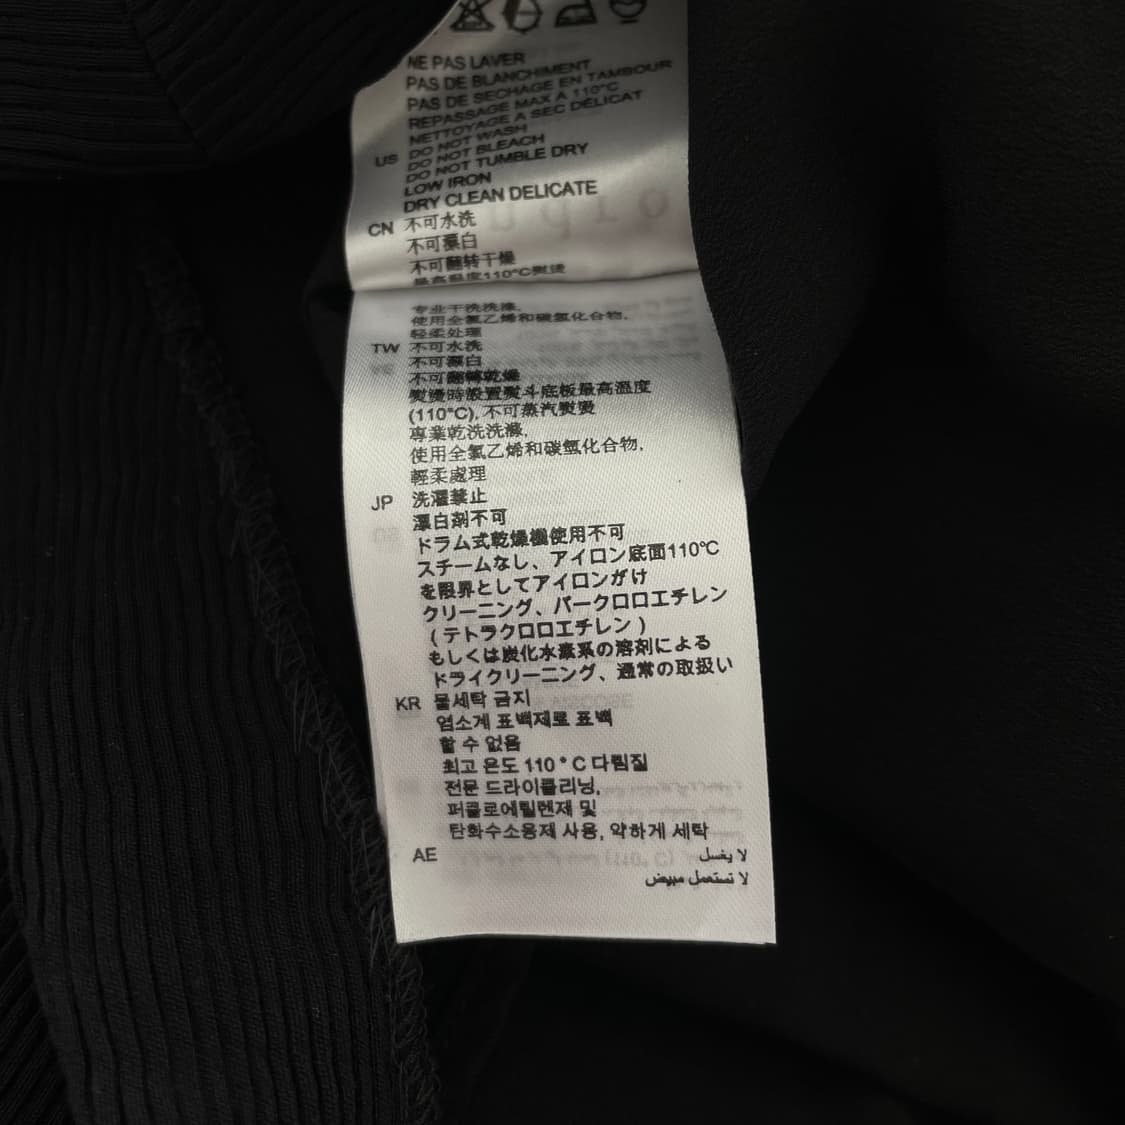 NE PAS LAVER
PAS DE BLANCHIMENT
PAS DE SECHAGE EN TAMBOUR
REPASSAGE MAX A 110°C
NETTOYAGE A SEC DÉLICAT
US DO NOT WASH
DO NOT BLEACH
DO NOT TUMBLE DRY
LOW IRON
DRY CLEAN DELICATE
CN 不可水洗
不可漂白
不可翻转干燥
最高温度110°C熨烫
专业干洗洗涤,
使用全氯乙烯和碳氢化合物,
轻柔处理
TW 不可水洗
不可漂白
不可翻轉乾燥
熨燙時設置熨斗底板最高溫度
(110°C), 不可蒸汽熨燙
專業乾洗洗滌,
使用全氯乙烯和碳氫化合物,
輕柔處理
JP 洗濯禁止
漂白剤不可
ドラム式乾燥機使用不可
スチームなし、アイロン底面110℃
を限界としてアイロンがけ
クリーニング、パークロロエチレン
(テトラクロロエチレン)
もしくは炭化水素系の溶剤による
ドライクリーニング、通常の取扱い
KR 물세탁 금지
염소계 표백제로 표백
할 수 없음
최고 온도 110 ° C 다림질
전문 드라이클리닝,
퍼클로에틸렌제 및
탄화수소용제 사용, 약하게 세탁
AE لا يغسل
لا تستعمل مبيض